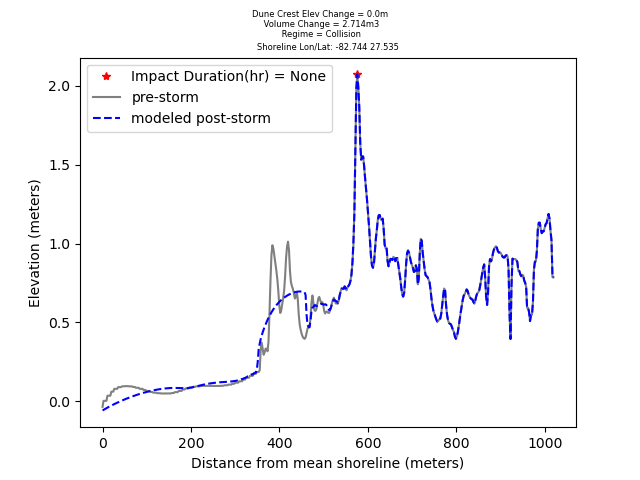 Dune Crest Elev Change = 0.0m
Volume Change = 2.714m3
Regime = Collision
Shoreline Lon/Lat: -82.744 27.535
Impact Duration(hr) = None
pre-storm
modeled post-storm
2.0
1.5
1.0
0.5
0.0
Elevation (meters)
0 200 400 600 800 1000
Distance from mean shoreline (meters)